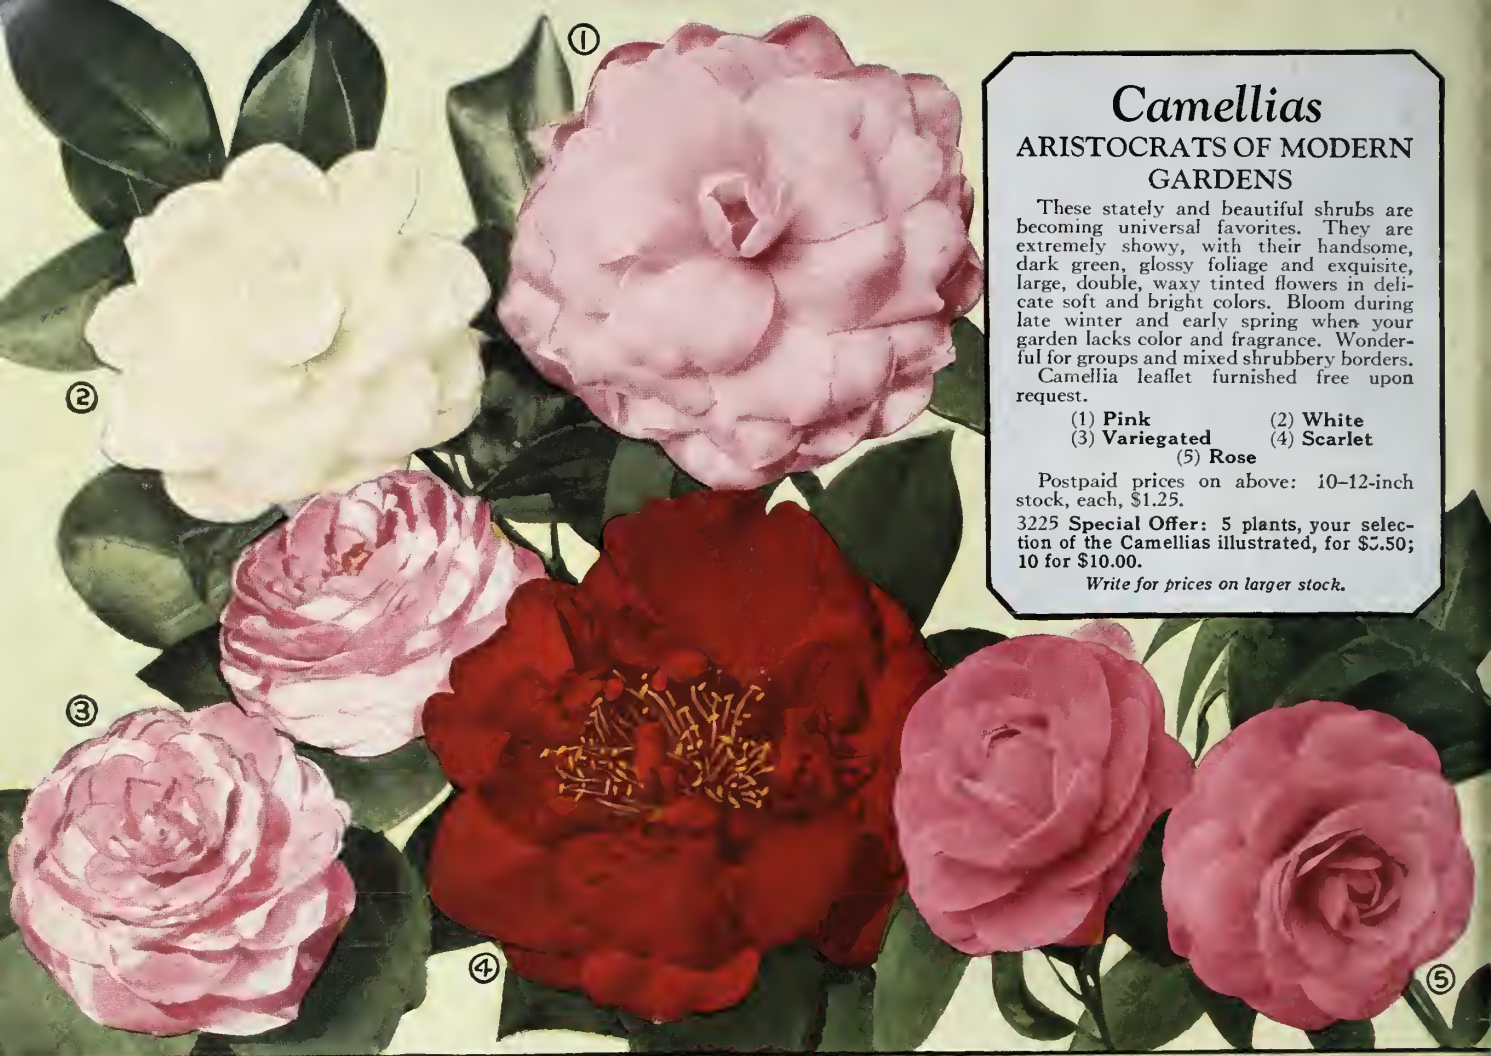 ①
Camellias
ARISTOCRATS OF MODERN
GARDENS
These stately and beautiful shrubs are
becoming universal favorites. They are
extremely showy, with their handsome,
dark green, glossy foliage and exquisite,
large, double, waxy tinted flowers in deli-
cate soft and bright colors. Bloom during
late winter and early spring when your
garden lacks color and fragrance. Wonder-
ful for groups and mixed shrubbery borders.
Camellia leaflet furnished free upon
request.
(1) Pink (2) White
(3) Variegated (4) Scarlet
(5) Rose
Postpaid prices on above: 10–12-inch
stock, each, $1.25.
3225 Special Offer: 5 plants, your selec-
tion of the Camellias illustrated, for
10 for $10.00.
Write for prices on larger stock.
②
③
④
⑤